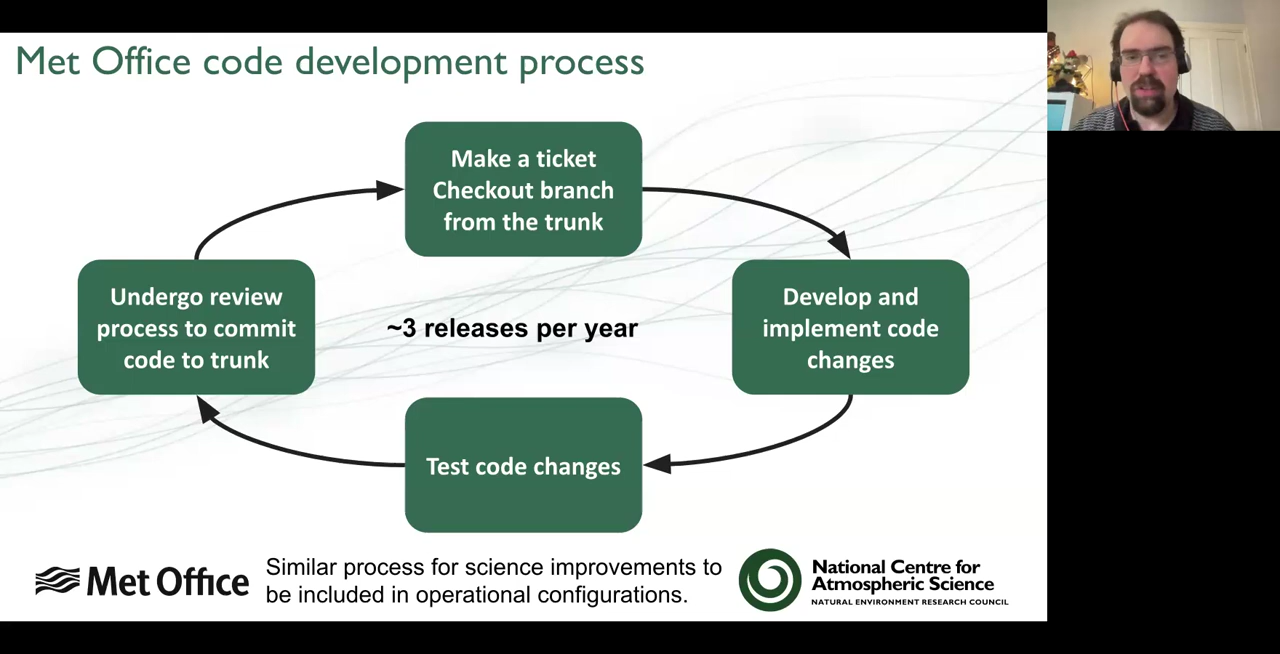 Met Office code development process
Make a ticket
Checkout branch
from the trunk
Undergo review
process to commit
code to trunk
~3 releases per year
Develop and
implement code
changes
Test code changes
Met Office
Similar process for science improvements to
be included in operational configurations.
National Centre for
Atmospheric Science
NATURAL ENVIRONMENT RESEARCH COUNCIL